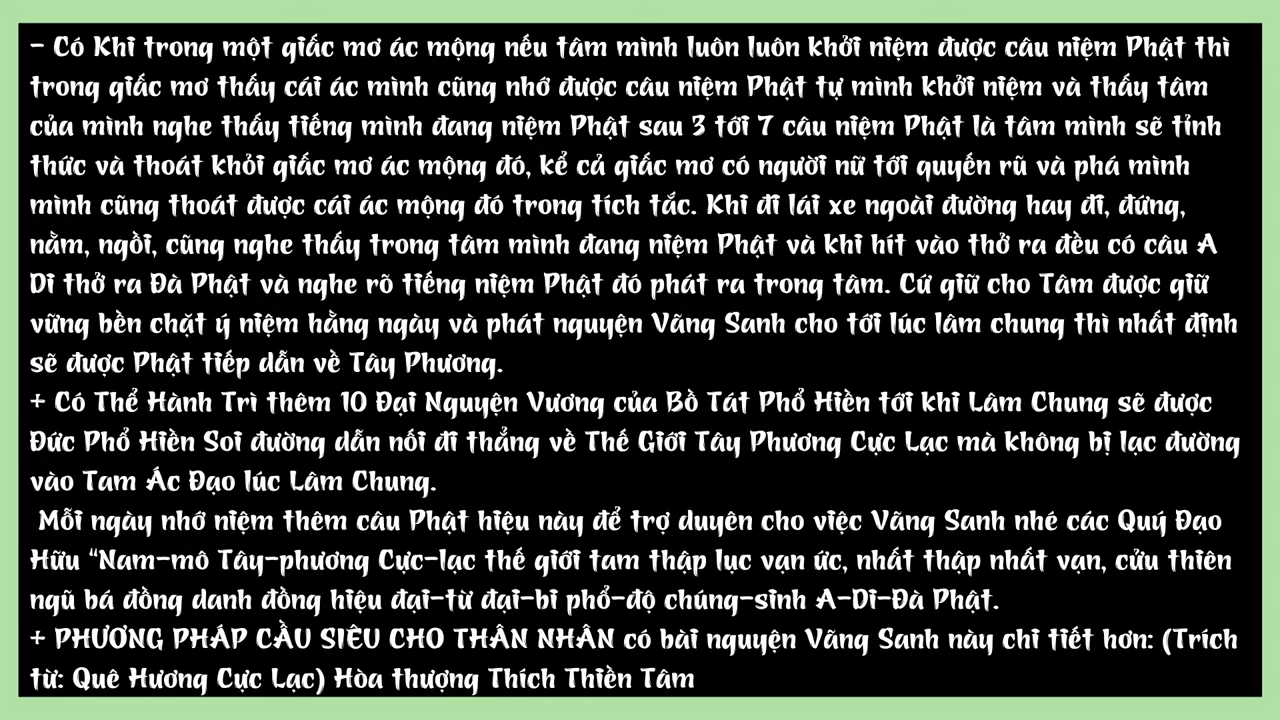 - Có Khi trong một giấc mơ ác mộng nếu tâm mình luôn luôn khởi niệm được câu niệm Phật thì
trong giấc mơ thấy cái ác mình cũng nhớ được câu niệm Phật tự mình khởi niệm và thấy tâm
của mình nghe thấy tiếng mình đang niệm Phật sau 3 tới 7 câu niệm Phật là tâm mình sẽ tỉnh
thức và thoát khỏi giấc mơ ác mộng đó, kể cả giấc mơ có người nữ tới quyến rũ và phá mình
mình cũng thoát được cái ác mộng đó trong tích tắc. Khi đi lái xe ngoài đường hay đi, đứng,
nằm, ngồi, cũng nghe thấy trong tâm mình đang niệm Phật và khi hít vào thở ra đều có câu A
Di thở ra Đà Phật và nghe rõ tiếng niệm Phật đó phát ra trong tâm. Cứ giữ cho Tâm được giữ
vững bền chặt ý niệm hằng ngày và phát nguyện Vãng Sanh cho tới lúc lâm chung thì nhất định
sẽ được Phật tiếp dẫn về Tây Phương.
+ Có Thể Hành Trì thêm 10 Đại Nguyện Vương của Bồ Tát Phổ Hiền tới khi Lâm Chung sẽ được
Đức Phổ Hiền Soi đường dẫn nối đi thẳng về Thế Giới Tây Phương Cực Lạc mà không bị lạc đường
vào Tam Ác Đạo lúc Lâm Chung.
Mỗi ngày nhớ niệm thêm câu Phật hiệu này để trợ duyên cho việc Vãng Sanh nhé các Quý Đạo
Hữu “Nam-mô Tây-phương Cực-lạc thế giới tam thập lục vạn ức, nhất thập nhất vạn, cửu thiên
ngũ bá đồng danh đồng hiệu đại-từ đại-bi phổ-độ chúng-sinh A-Di-Đà Phật.
+ PHƯƠNG PHÁP CẦU SIÊU CHO THÂN NHÂN có bài nguyện Vãng Sanh này chi tiết hơn: (Trích
từ: Quê Hương Cực Lạc) Hòa thượng Thích Thiền Tâm